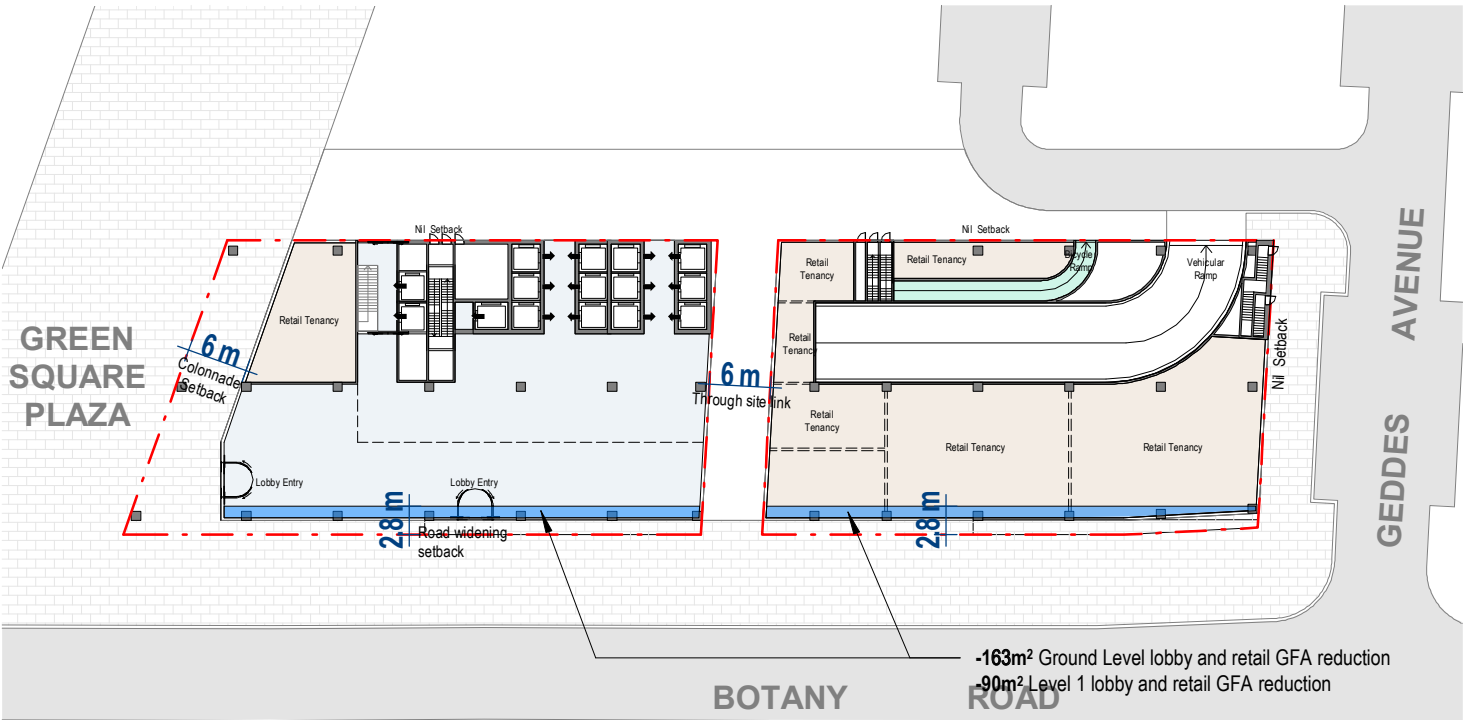 Nil Setback
Nil Setback
Retail
Tenancy
Retail Tenancy
Bicycle
Ramp
Vehicular
Ramp
AVENUE
GEDDES
Retail Tenancy
GREEN
SQUARE
PLAZA
6 m
Colonnade
Setback
Retail
Tenancy
Nil Setback
6 m
Through site link
Retail
Tenancy
Retail Tenancy
Retail Tenancy
Lobby Entry
Lobby Entry
2.8 m
Road widening
setback
2.8 m
-163m² Ground Level lobby and retail GFA reduction
-90m² Level 1 lobby and retail GFA reduction
BOTANY ROAD